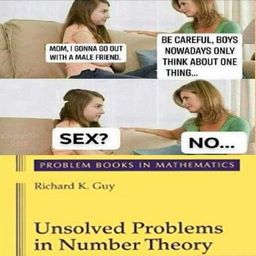 MOM, I GONNA GO OUT
WITH A MALE FRIEND.
BE CAREFUL, BOYS
NOWADAYS ONLY
THINK ABOUT ONE
THING...
SEX?
NO...
PROBLEM BOOKS IN MATHEMATICS
Richard K. Guy
Unsolved Problems
in Number Theory